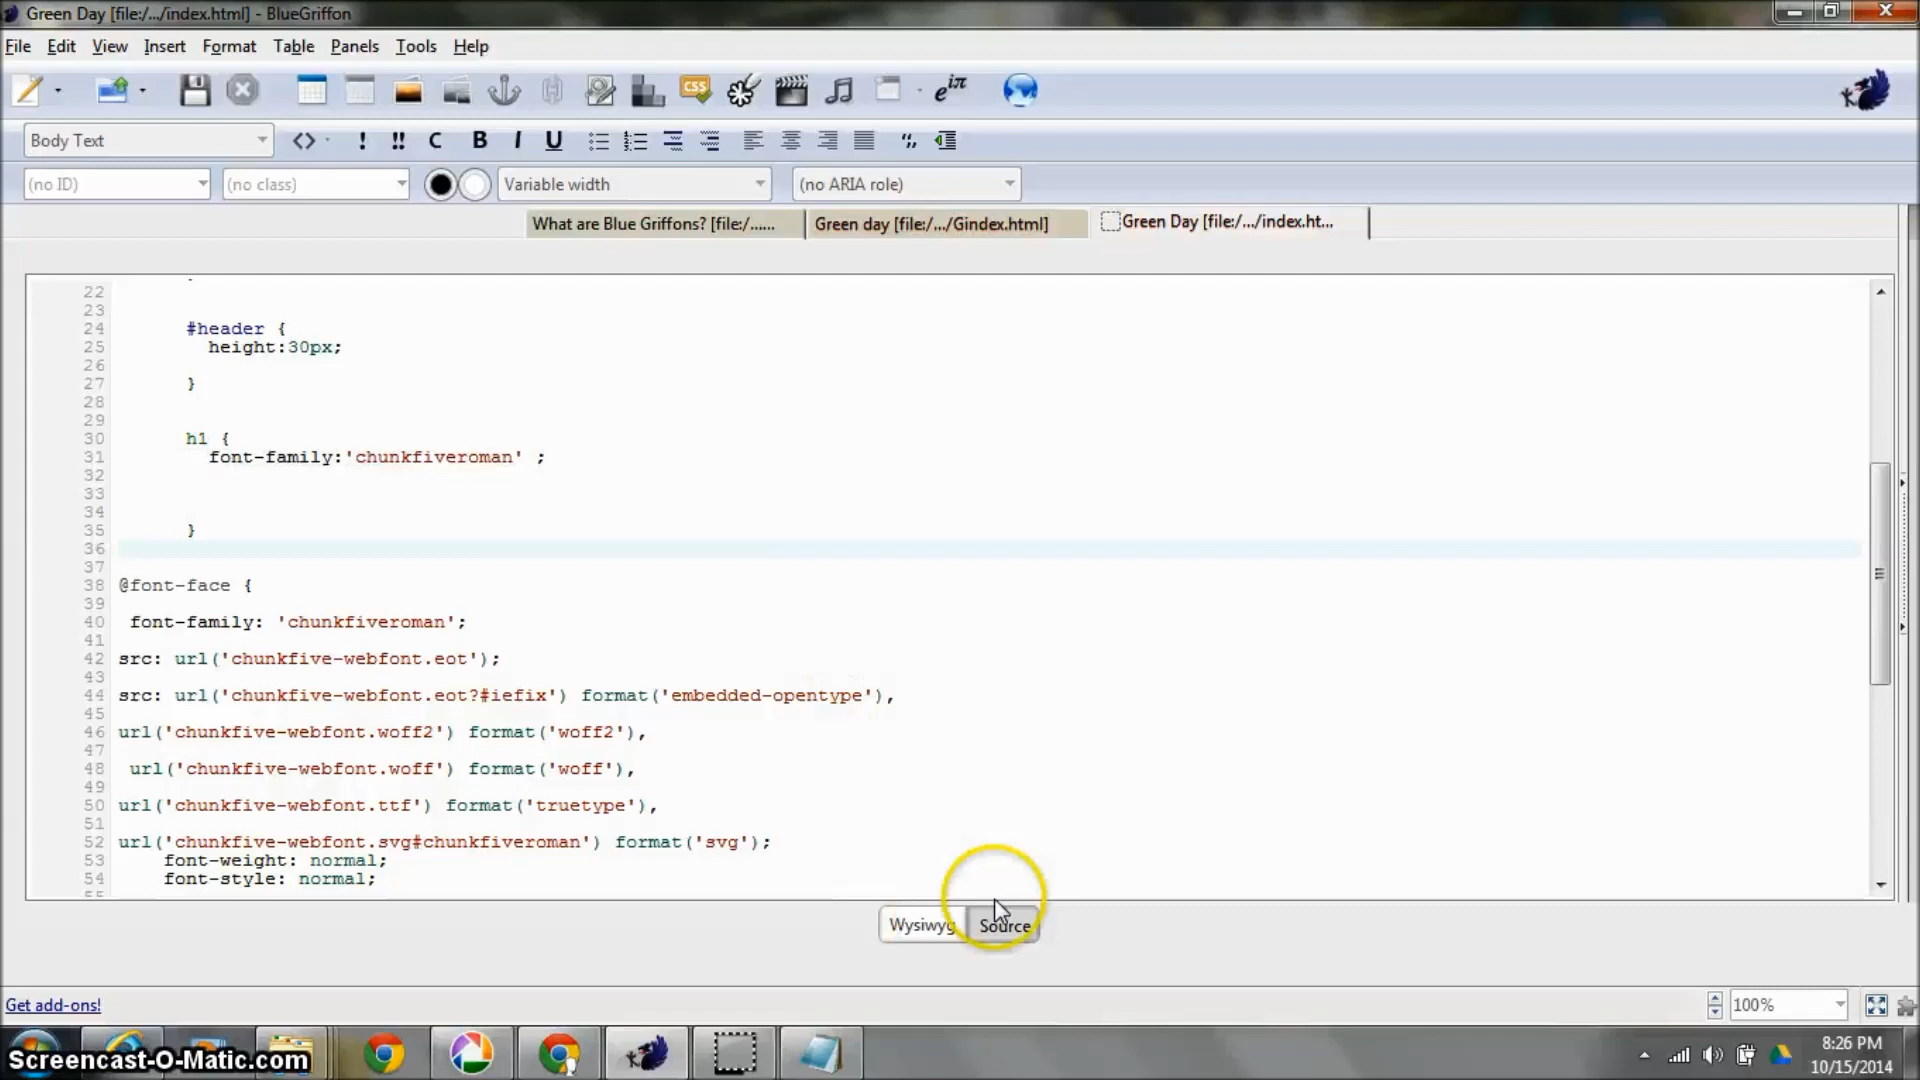 Green Day [file:/.../index.html] - BlueGriffon
File Edit View Insert Format Table Panels Tools Help
CSS
e iπ
Body Text
! !! C B I U
(no ID)
(no class)
Variable width
(no ARIA role)
What are Blue Griffons? [file:/......
Green day [file:/.../Gindex.html]
Green Day [file:/.../index.ht...
22
23
24 #header {
25 height:30px;
26
27 }
28
29
30 h1 {
31 font-family:'chunkfiveroman' ;
32
33
34
35 }
36
37
38 @font-face {
39
40 font-family: 'chunkfiveroman';
41
42 src: url('chunkfive-webfont.eot');
43
44 src: url('chunkfive-webfont.eot?#iefix') format('embedded-opentype'),
45
46 url('chunkfive-webfont.woff2') format('woff2'),
47
48 url('chunkfive-webfont.woff') format('woff'),
49
50 url('chunkfive-webfont.ttf') format('truetype'),
51
52 url('chunkfive-webfont.svg#chunkfiveroman') format('svg');
53 font-weight: normal;
54 font-style: normal;
55
Wysiwyg
Source
Get add-ons!
100%
Screencast-O-Matic.com
8:26 PM
10/15/2014